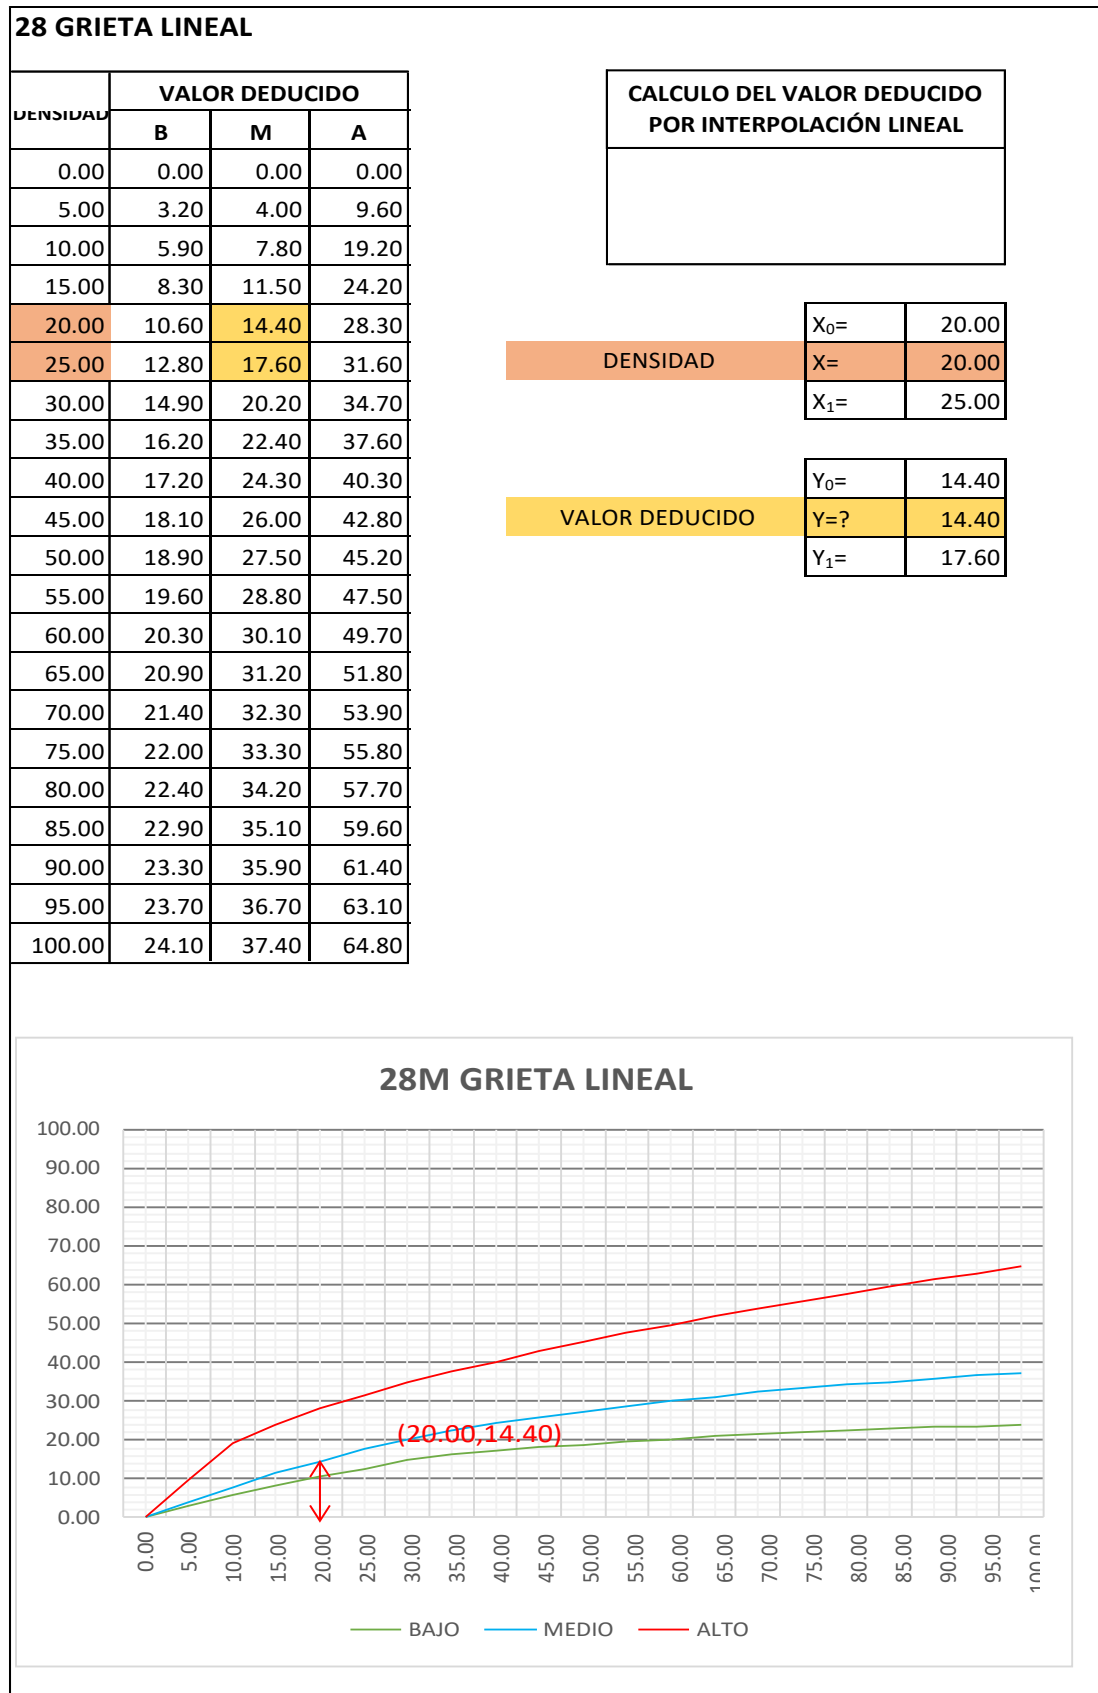 28 GRIETA LINEAL
DENSIDAD VALOR DEDUCIDO
B M A
0.00 0.00 0.00 0.00
5.00 3.20 4.00 9.60
10.00 5.90 7.80 19.20
15.00 8.30 11.50 24.20
20.00 10.60 14.40 28.30
25.00 12.80 17.60 31.60
30.00 14.90 20.20 34.70
35.00 16.20 22.40 37.60
40.00 17.20 24.30 40.30
45.00 18.10 26.00 42.80
50.00 18.90 27.50 45.20
55.00 19.60 28.80 47.50
60.00 20.30 30.10 49.70
65.00 20.90 31.20 51.80
70.00 21.40 32.30 53.90
75.00 22.00 33.30 55.80
80.00 22.40 34.20 57.70
85.00 22.90 35.10 59.60
90.00 23.30 35.90 61.40
95.00 23.70 36.70 63.10
100.00 24.10 37.40 64.80
CALCULO DEL VALOR DEDUCIDO
POR INTERPOLACIÓN LINEAL
X₀= 20.00
DENSIDAD X= 20.00
X₁= 25.00
Y₀= 14.40
VALOR DEDUCIDO Y=? 14.40
Y₁= 17.60
28M GRIETA LINEAL
100.00
90.00
80.00
70.00
60.00
50.00
40.00
30.00
20.00
10.00
0.00
(20.00,14.40)
0.00 5.00 10.00 15.00 20.00 25.00 30.00 35.00 40.00 45.00 50.00 55.00 60.00 65.00 70.00 75.00 80.00 85.00 90.00 95.00 100.00
BAJO MEDIO ALTO